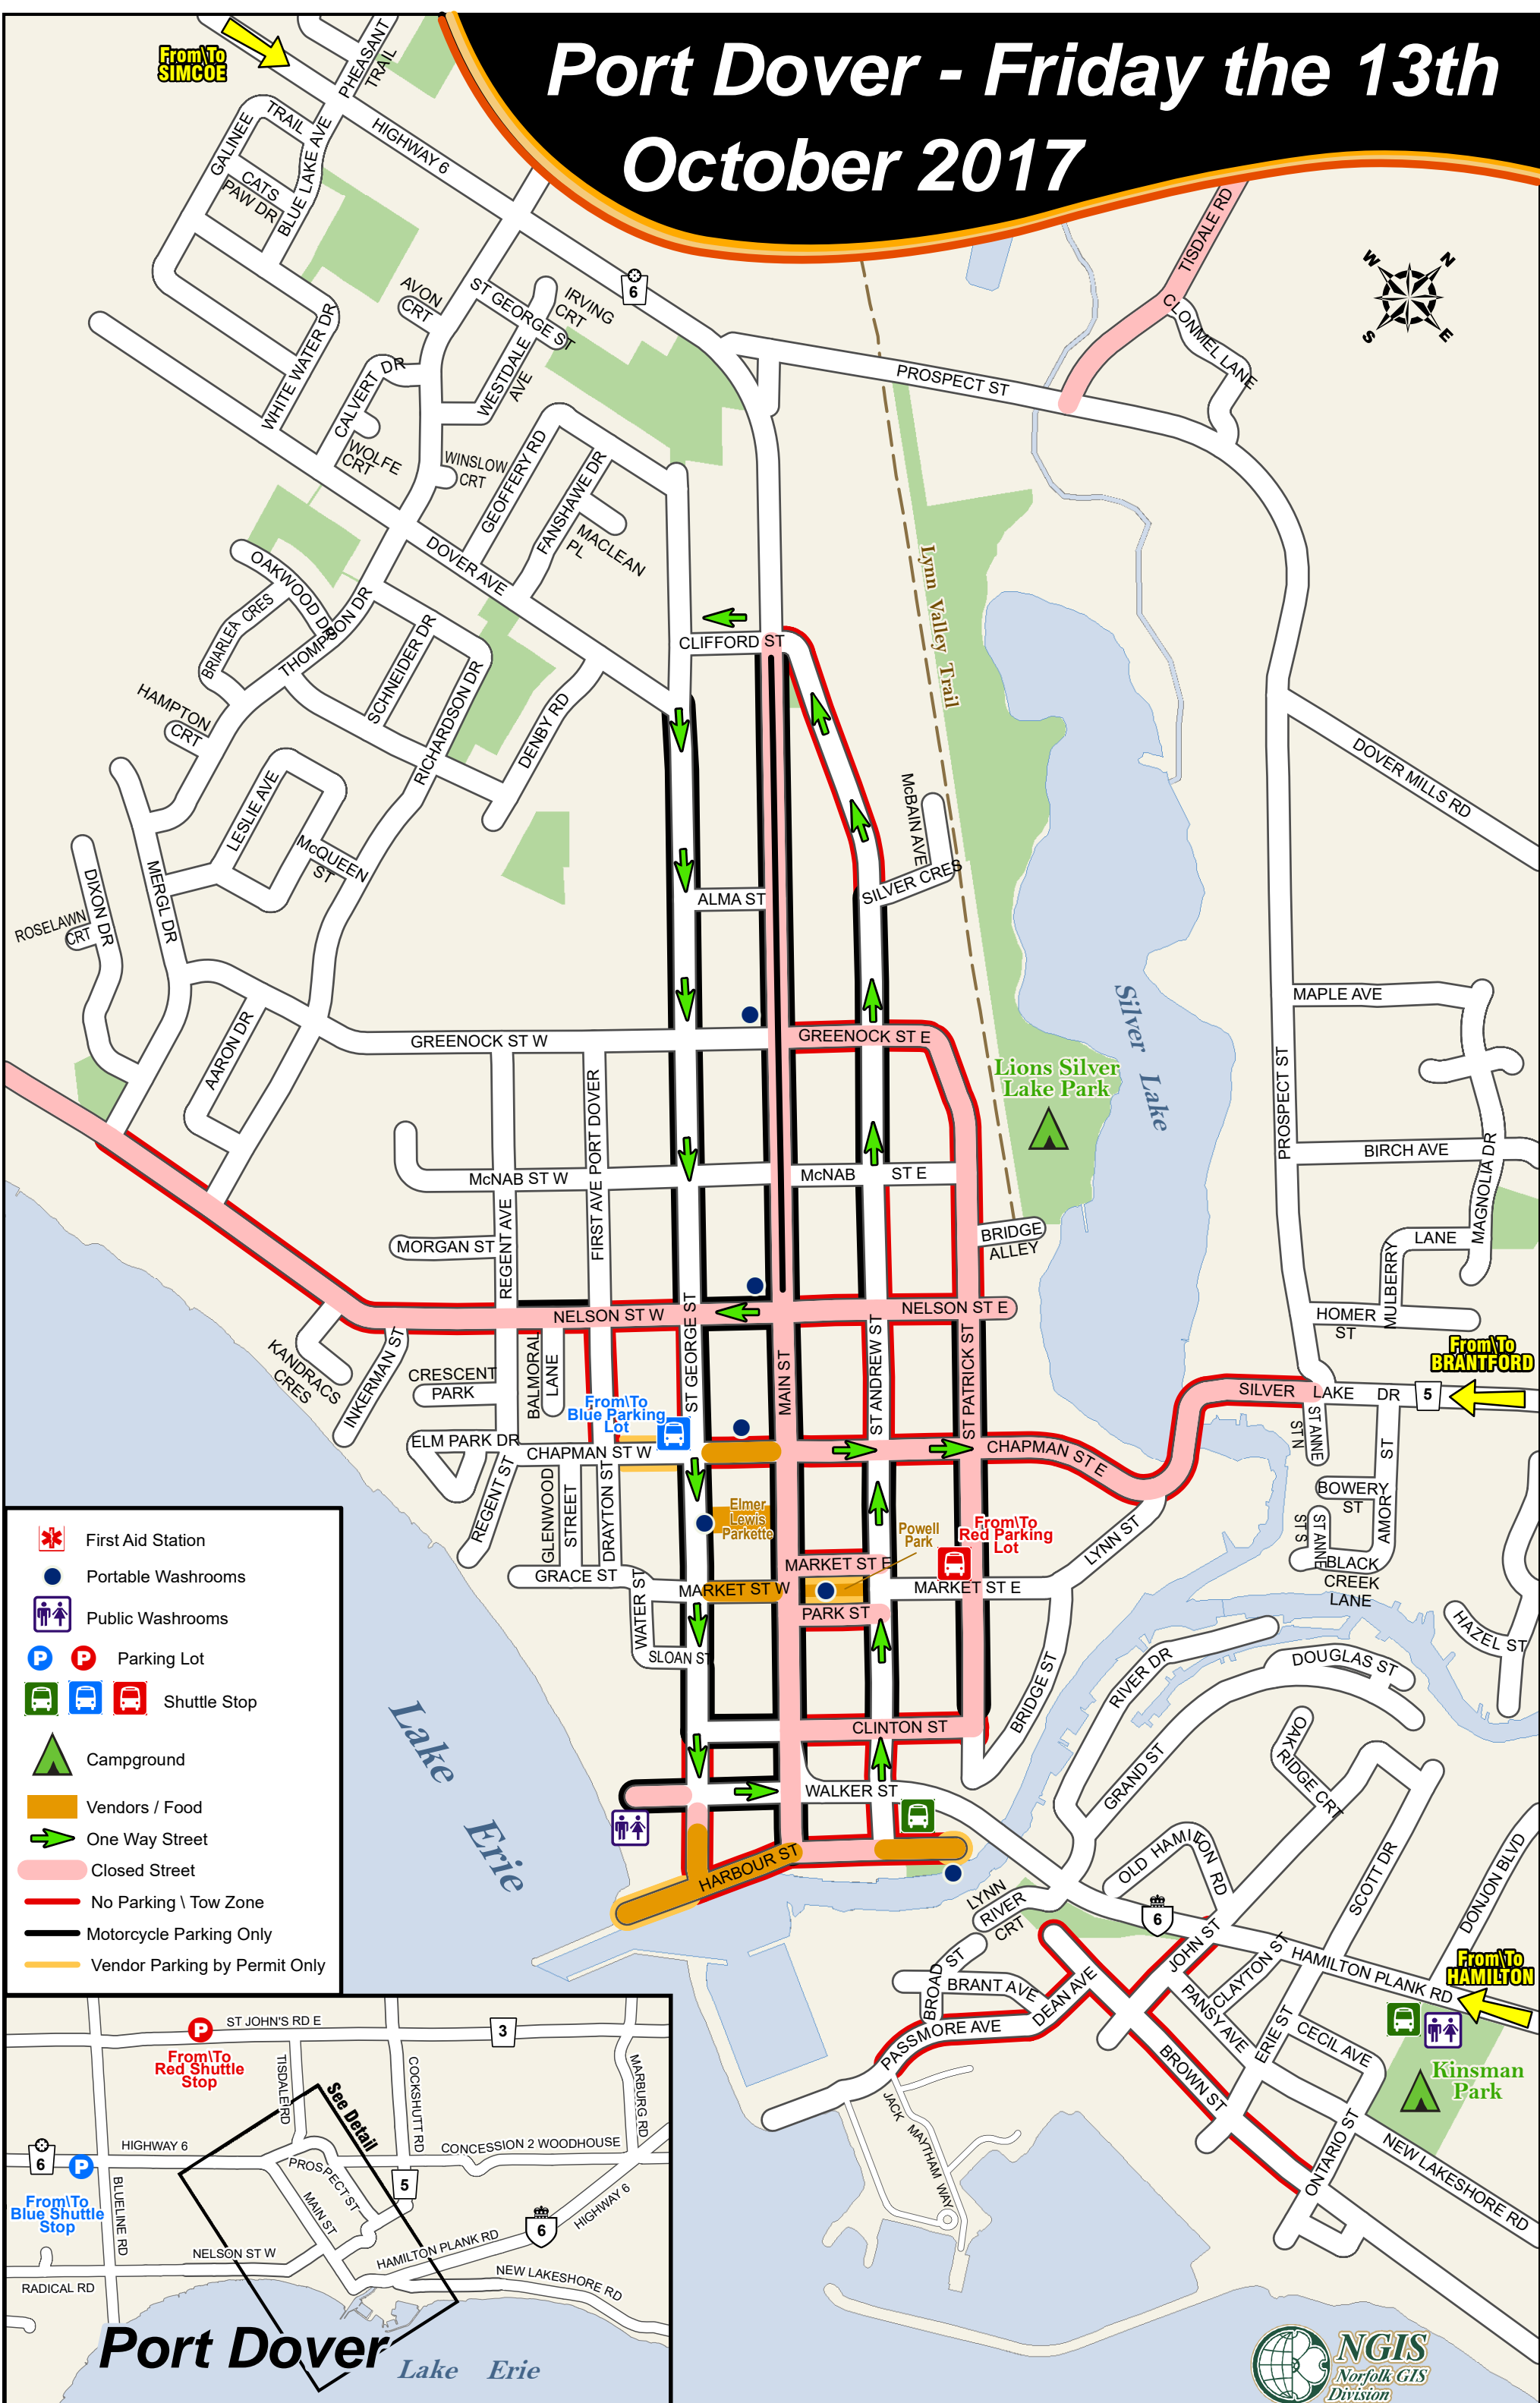 Port Dover - Friday the 13th
October 2017
From\To
SIMCOE
PHEASANT
TRAIL
HIGHWAY 6
TRAIL
GALINEE
CATS
PAW DR
BLUE LAKE AVE
TISDALE RD
W
N
S
E
6
AVON
CRT
ST GEORGE ST
IRVING
CRT
CLONMEL LANE
WHITE WATER DR
CALVERT DR
WESTDALE
AVE
PROSPECT ST
WOLFE
CRT
WINSLOW
CRT
GEOFFERY RD
FANSHAWE DR
MACLEAN
PL
DOVER AVE
OAKWOOD DR
BRIARLEA CRES
THOMPSON DR
Lynn Valley Trail
SCHNEIDER DR
CLIFFORD ST
HAMPTON
CRT
RICHARDSON DR
DENBY RD
DOVER MILLS RD
LESLIE AVE
McQUEEN
ST
McBAIN AVE
SILVER CRES
ALMA ST
DIXON DR
MERGL DR
ROSELAWN
CRT
MAPLE AVE
Silver Lake
AARON DR
GREENOCK ST W
GREENOCK ST E
Lions Silver
Lake Park
PROSPECT ST
FIRST AVE PORT DOVER
BIRCH AVE
MAGNOLIA DR
McNAB ST W
McNAB ST E
REGENT AVE
MORGAN ST
BRIDGE
ALLEY
LANE
MULBERRY
NELSON ST W
NELSON ST E
HOMER
ST
ST GEORGE ST
MAIN ST
ST ANDREW ST
ST PATRICK ST
From\To
BRANTFORD
KANDRACS
CRES
INKERMAN ST
CRESCENT
PARK
BALMORAL
LANE
From\To
Blue Parking
Lot
SILVER LAKE DR
5
ST ANNE
ST N
ELM PARK DR
CHAPMAN ST W
CHAPMAN ST E
REGENT ST
GLENWOOD
STREET
DRAYTON ST
BOWERY
ST
AMORY ST
ST ANNE
ST S
BLACK
CREEK
LANE
Elmer
Lewis
Parkette
Powell
Park
From\To
Red Parking
Lot
LYNN ST
MARKET ST E
GRACE ST
MARKET ST W
MARKET ST E
WATER ST
PARK ST
SLOAN ST
HAZEL ST
DOUGLAS ST
RIVER DR
BRIDGE ST
CLINTON ST
OAK
RIDGE CRT
GRAND ST
WALKER ST
Lake Erie
HARBOUR ST
OLD HAMILTON RD
SCOTT DR
DONJON BLVD
LYNN
RIVER
CRT
6
JOHN ST
HAMILTON PLANK RD
From\To
HAMILTON
BROAD ST
BRANT AVE
DEAN AVE
CLAYTON ST
PANSY AVE
PASSMORE AVE
ERIE ST
CECIL AVE
BROWN ST
Kinsman
Park
JACK MAYTHAM WAY
ONTARIO ST
NEW LAKESHORE RD
First Aid Station
Portable Washrooms
Public Washrooms
P P Parking Lot
Shuttle Stop
Campground
Vendors / Food
One Way Street
Closed Street
No Parking \ Tow Zone
Motorcycle Parking Only
Vendor Parking by Permit Only
P
ST JOHN'S RD E
3
From\To
Red Shuttle
Stop
TISDALE RD
COCKSHUTT RD
MARBURG RD
See Detail
HIGHWAY 6
6
P
CONCESSION 2 WOODHOUSE
PROSPECT ST
5
From\To
Blue Shuttle
Stop
BLUELINE RD
MAIN ST
6
HIGHWAY 6
NELSON ST W
HAMILTON PLANK RD
RADICAL RD
NEW LAKESHORE RD
Port Dover
Lake Erie
NGIS
Norfolk GIS
Division